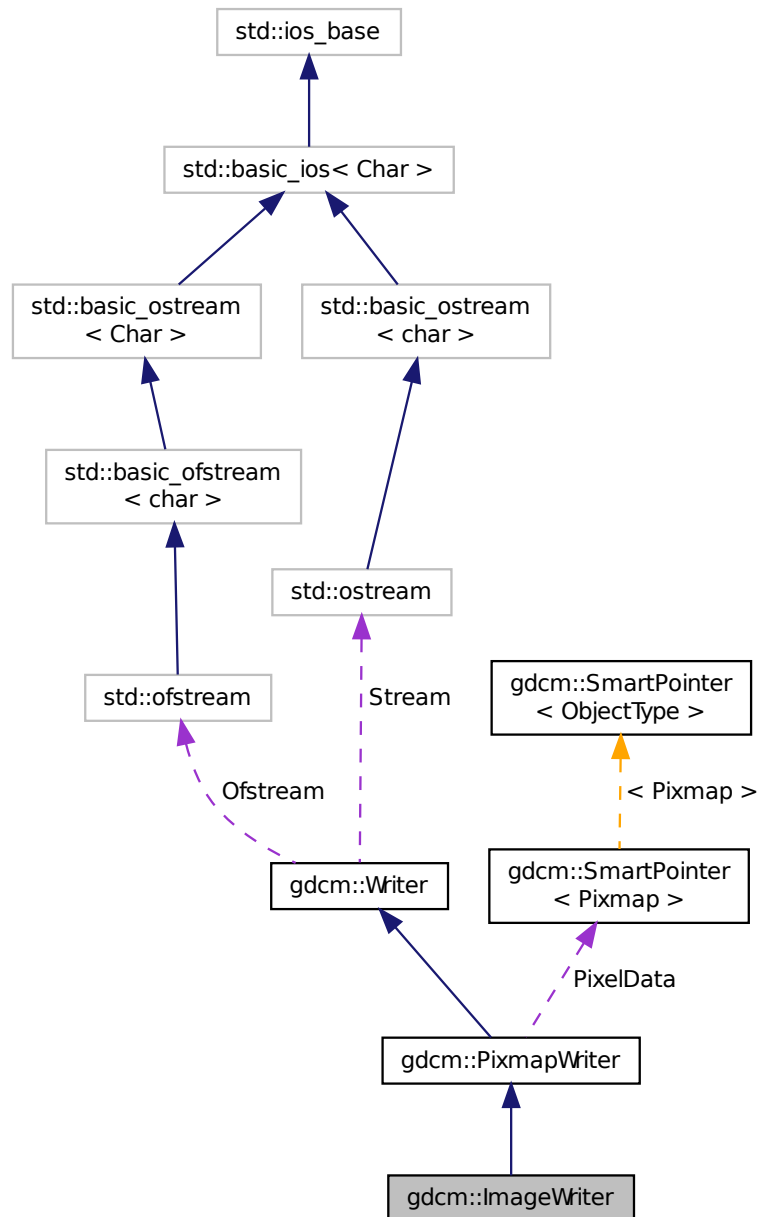 std::ios_base
std::basic_ios< Char >
std::basic_ostream
< Char >
std::basic_ostream
< char >
std::basic_ofstream
< char >
std::ostream
std::ofstream
Stream
gdcm::SmartPointer
< ObjectType >
Ofstream
< Pixmap >
gdcm::Writer
gdcm::SmartPointer
< Pixmap >
PixelData
gdcm::PixmapWriter
gdcm::ImageWriter